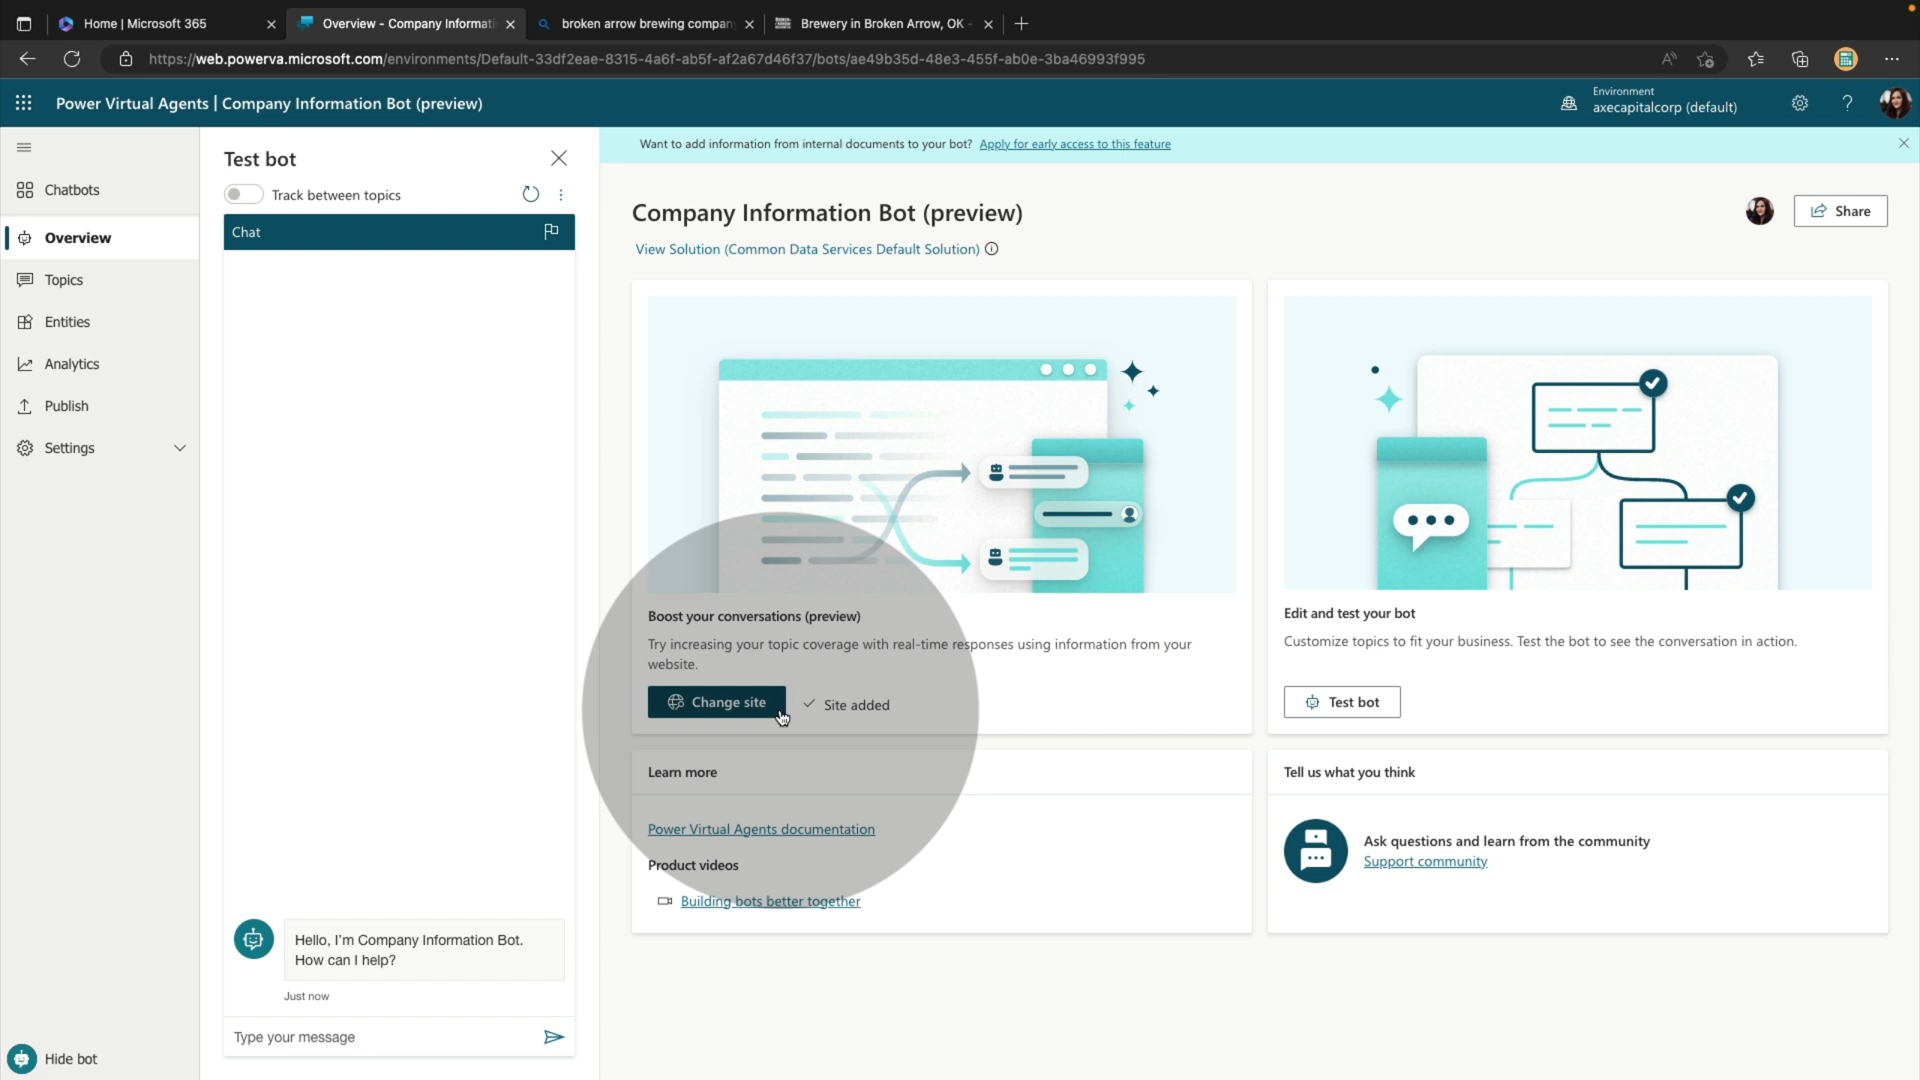 Home | Microsoft 365
Overview - Company Informati
broken arrow brewing company
Brewery in Broken Arrow, OK -
https://web.powerva.microsoft.com/environments/Default-33df2eae-8315-4a6f-ab5f-af2a67d46f37/bots/ae49b35d-48e3-455f-ab0e-3ba46993f995
Power Virtual Agents | Company Information Bot (preview)
Environment
axecapitalcorp (default)
Chatbots
Overview
Topics
Entities
Analytics
Publish
Settings
Hide bot
Test bot
Track between topics
Chat
Hello, I'm Company Information Bot.
How can I help?
Just now
Type your message
Want to add information from internal documents to your bot? Apply for early access to this feature
Company Information Bot (preview)
Share
View Solution (Common Data Services Default Solution)
Boost your conversations (preview)
Try increasing your topic coverage with real-time responses using information from your
website.
Change site
Site added
Edit and test your bot
Customize topics to fit your business. Test the bot to see the conversation in action.
Test bot
Learn more
Power Virtual Agents documentation
Product videos
Building bots better together
Tell us what you think
Ask questions and learn from the community
Support community